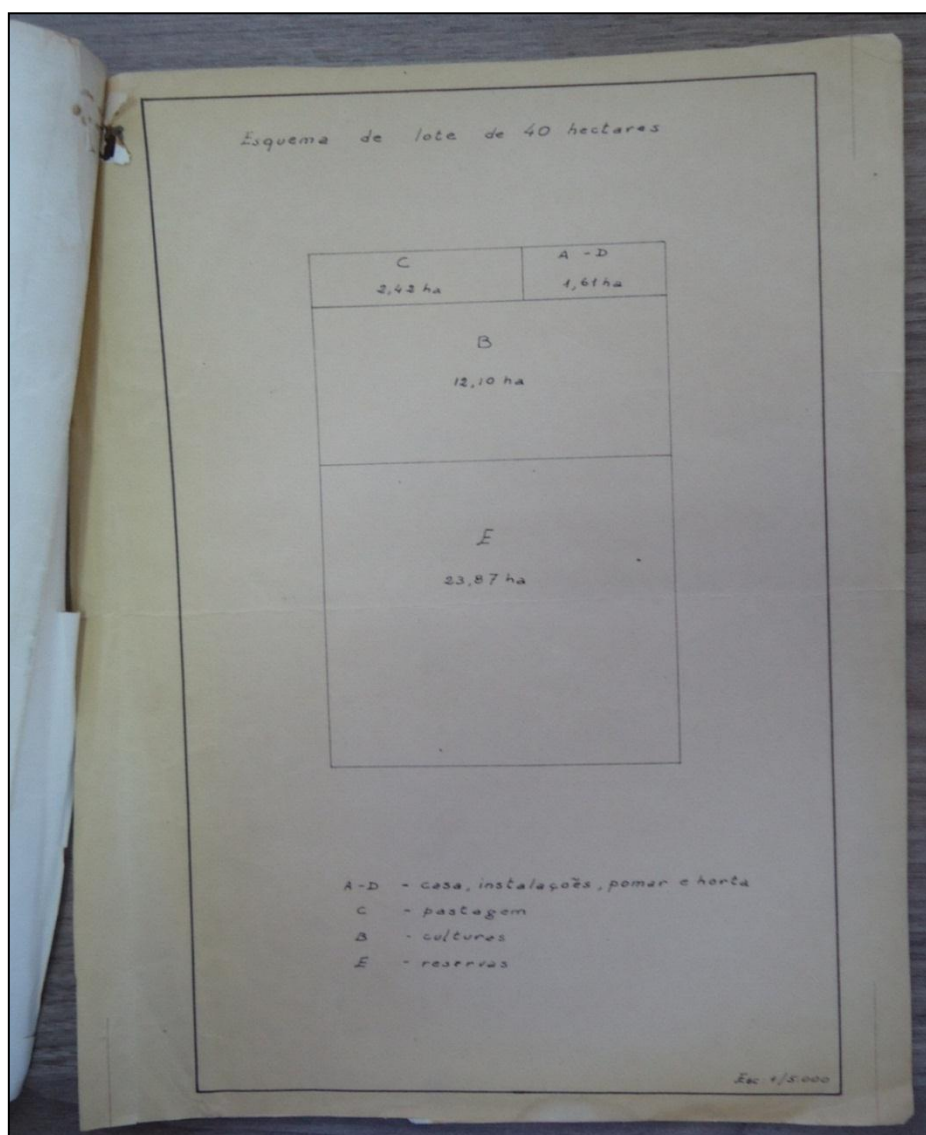 Esquema de lote de 40 hectares
C
2,42 ha
A - D
1,61 ha
B
12,10 ha
E
23,87 ha
A-D - casa, instalações, pomar e horta
C - pastagem
B - culturas
E - reservas
Esc. 1/5.000